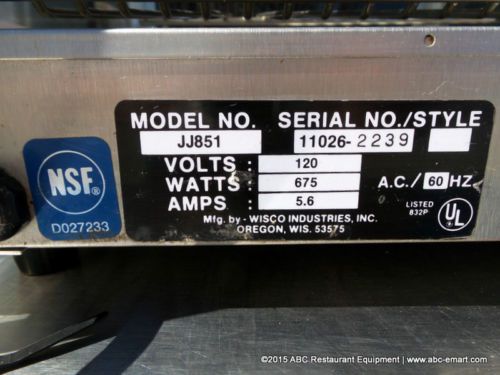 MODEL NO. SERIAL NO./STYLE
JJ851 11026-2239
VOLTS: 120
WATTS: 675 A.C./ 60 HZ
AMPS: 5.6
LISTED
832P
UL
®
Mfg. by - WISCO INDUSTRIES, INC.
OREGON, WIS. 53575
NSF®
D027233
©2015 ABC Restaurant Equipment | www.abc-emart.com